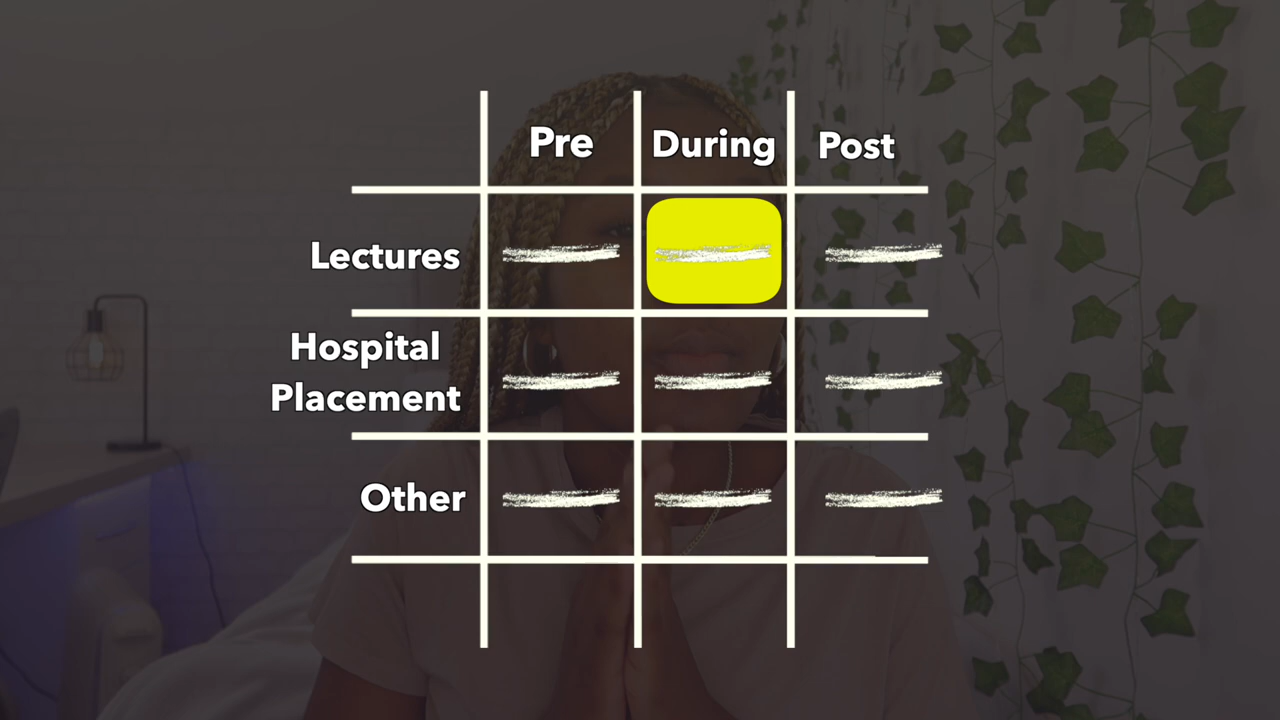 Pre During Post
Lectures
Hospital
Placement
Other